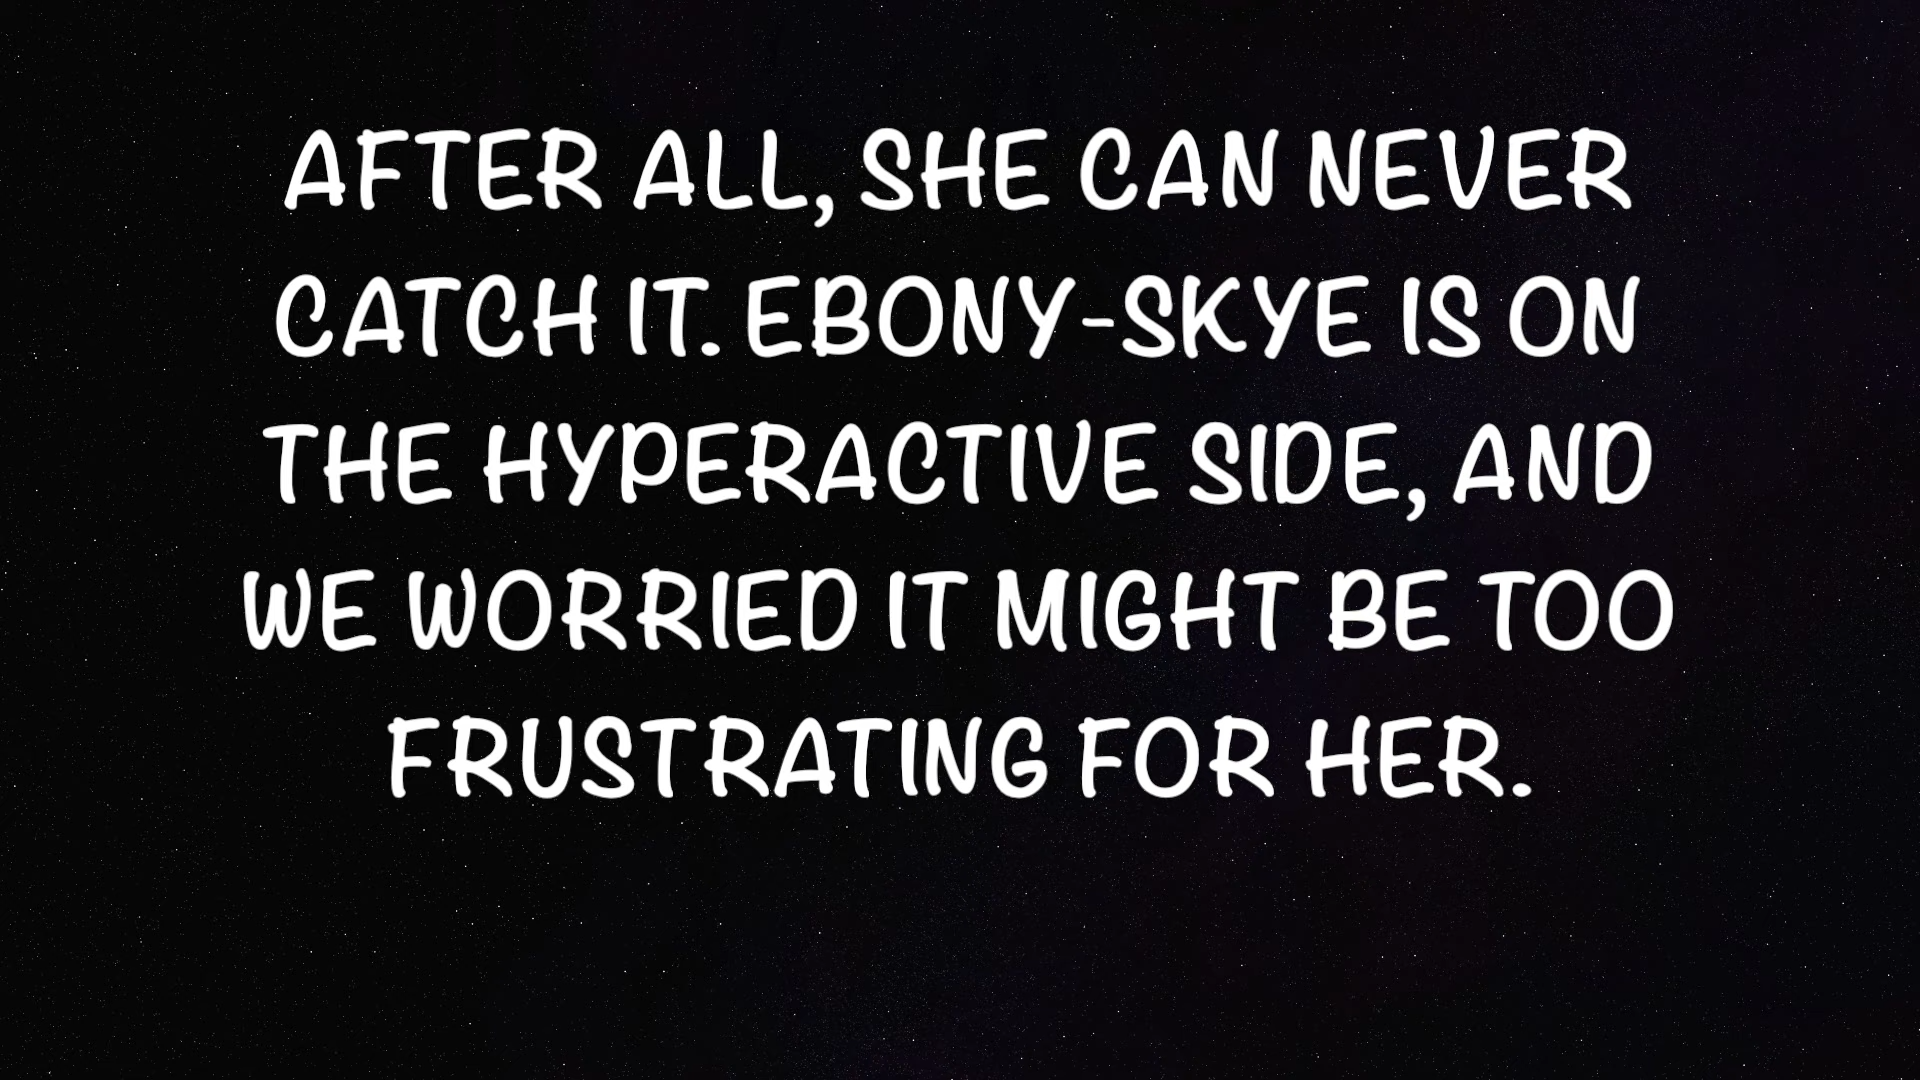 AFTER ALL, SHE CAN NEVER
CATCH IT. EBONY-SKYE IS ON
THE HYPERACTIVE SIDE, AND
WE WORRIED IT MIGHT BE TOO
FRUSTRATING FOR HER.